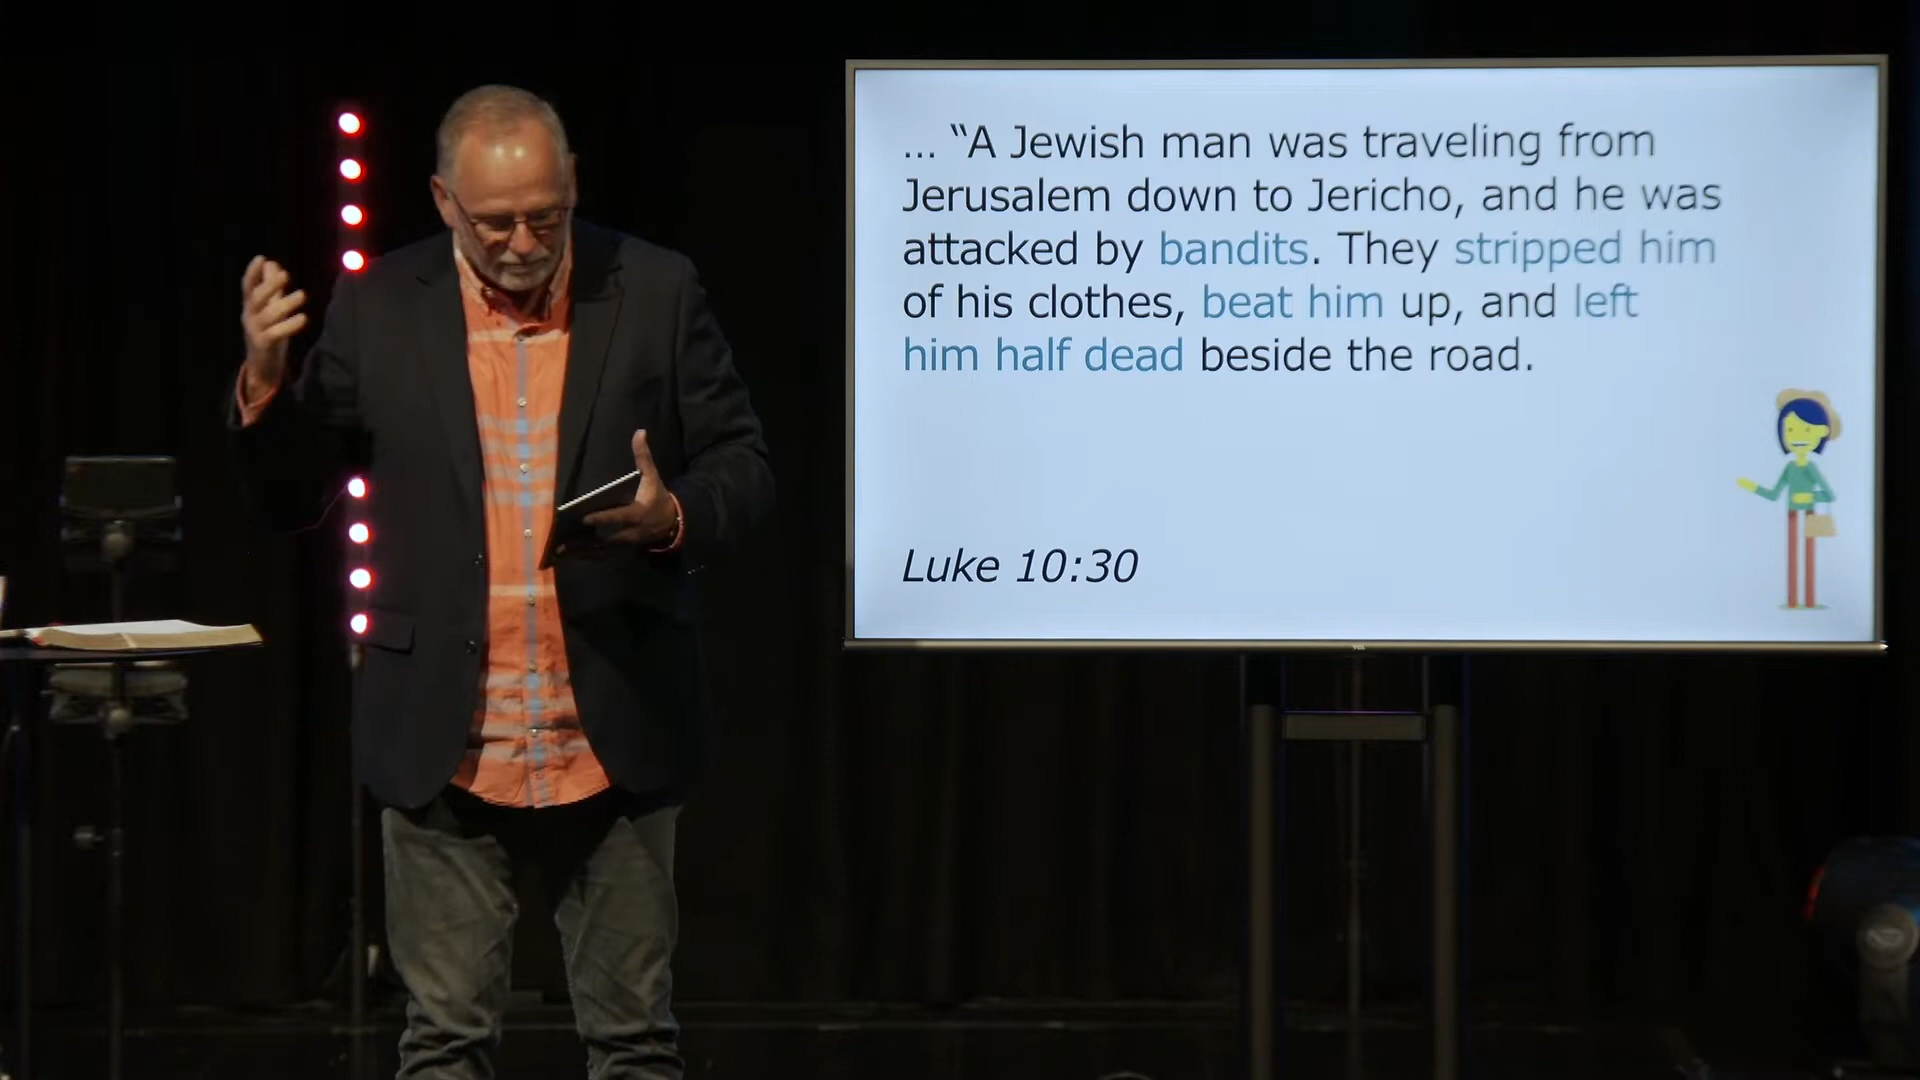 ... “A Jewish man was traveling from
Jerusalem down to Jericho, and he was
attacked by bandits. They stripped him
of his clothes, beat him up, and left
him half dead beside the road.
Luke 10:30
TCL